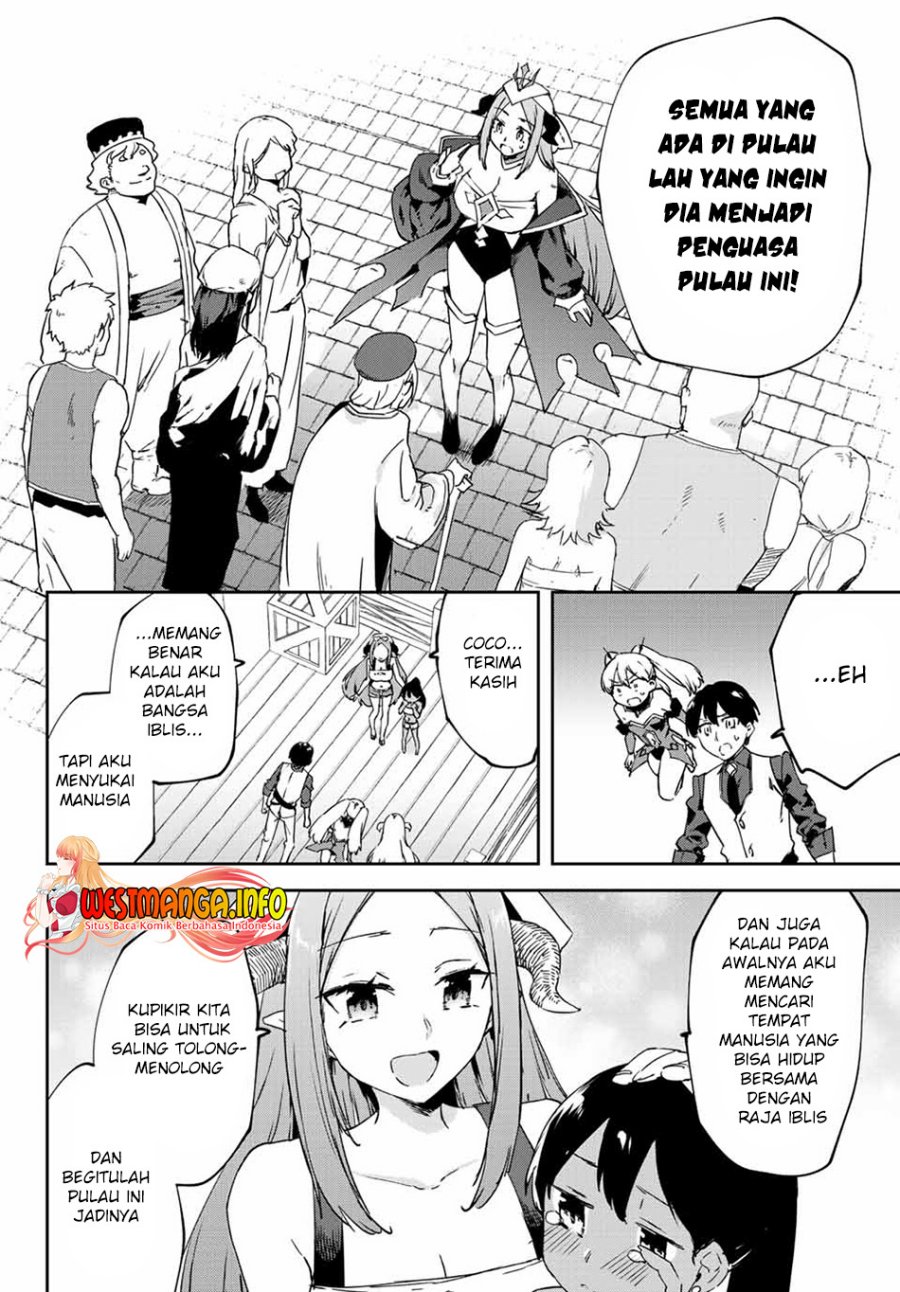 SEMUA YANG
ADA DI PULAU
LAH YANG INGIN
DIA MENJADI
PENGUASA
PULAU INI!
...EH
COCO...
TERIMA
KASIH
...MEMANG
BENAR
KALAU AKU
ADALAH
BANGSA
IBLIS...
TAPI AKU
MENYUKAI
MANUSIA
DAN JUGA
KALAU PADA
AWALNYA AKU
MEMANG
MENCARI
TEMPAT
MANUSIA YANG
BISA HIDUP
BERSAMA
DENGAN
RAJA IBLIS
KUPIKIR KITA
BISA UNTUK
SALING TOLONG-
MENOLONG
DAN
BEGITULAH
PULAU INI
JADINYA
WESTMANGA.INFO
Situs Baca Komik Berbahasa Indonesia